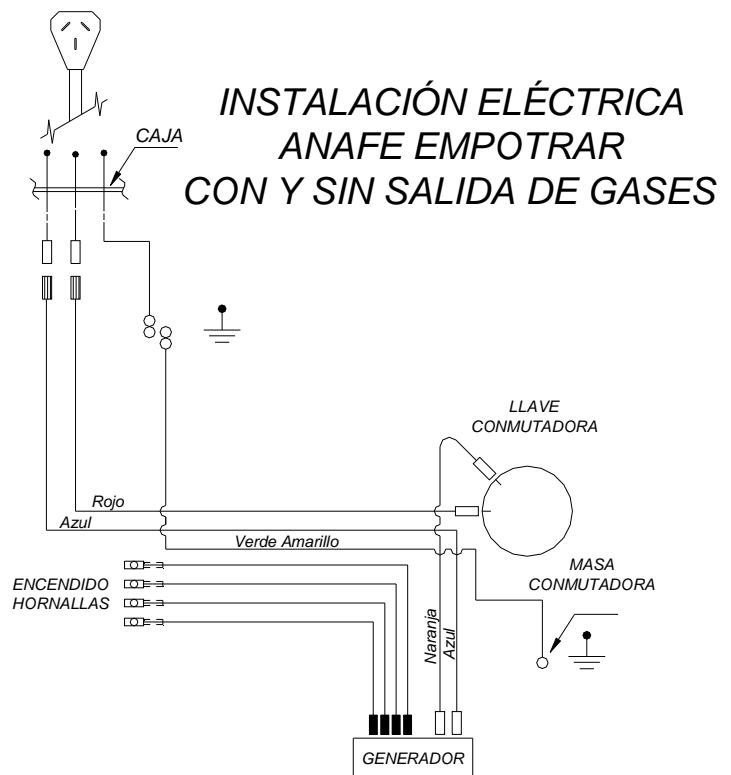 INSTALACIÓN ELÉCTRICA
ANAFE EMPOTRAR
CON Y SIN SALIDA DE GASES
CAJA
LLAVE
CONMUTADORA
Rojo
Azul
Verde Amarillo
ENCENDIDO
HORNALLAS
MASA
CONMUTADORA
Naranja
Azul
GENERADOR